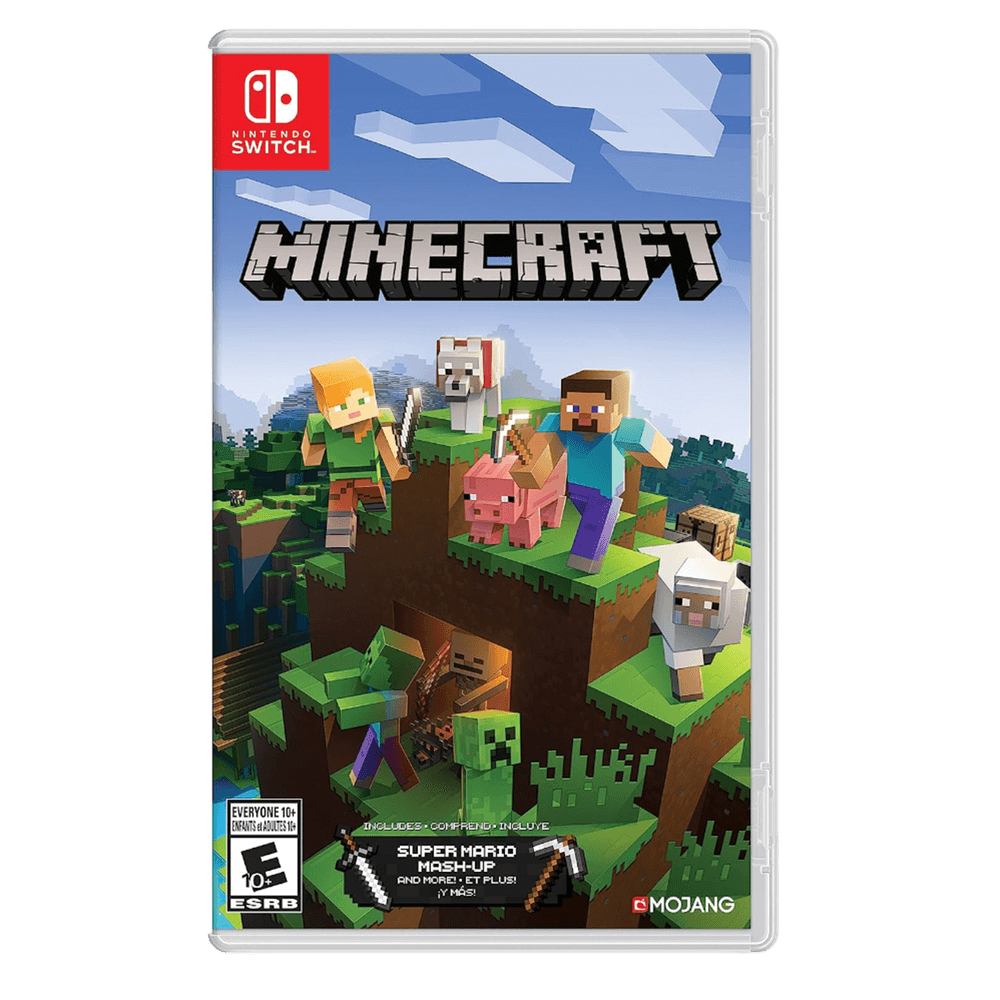 NINTENDO
SWITCH™
MINECRAFT
EVERYONE 10+
ENFANTS et ADULTES 10+
E
10+
ESRB
INCLUDES • COMPREND • INCLUYE
SUPER MARIO
MASH-UP
AND MORE! • ET PLUS!
¡Y MÁS!
MOJANG